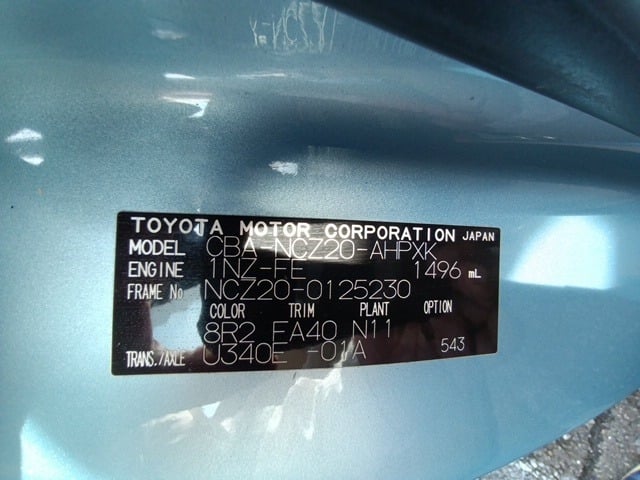 TOYOTA MOTOR CORPORATION JAPAN
MODEL CBA-NCZ20-AHPXK
ENGINE 1NZ-FE 1496 mL
FRAME No NCZ20-0125230
COLOR TRIM PLANT OPTION
8R2 EA40 N11
TRANS./AXLE U340E -01A 543